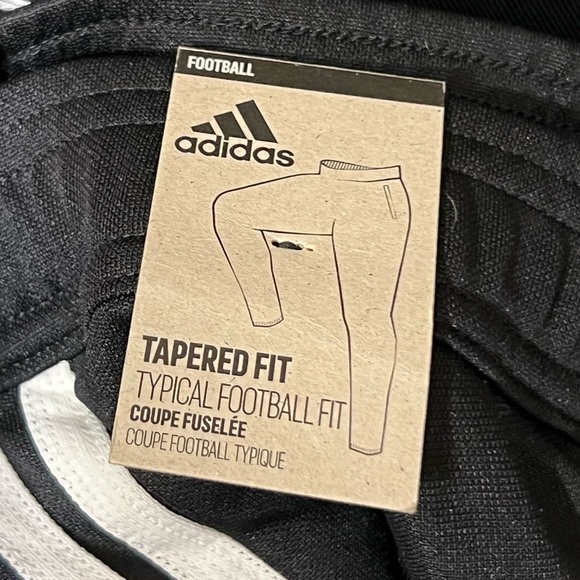 FOOTBALL
adidas
TAPERED FIT
TYPICAL FOOTBALL FIT
COUPE FUSELÉE
COUPE FOOTBALL TYPIQUE